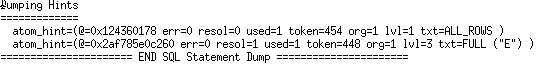 Dumping Hints
=============
  atom_hint=(@=0x124360178 err=0 resol=0 used=1 token=454 org=1 lvl=1 txt=ALL_ROWS )
  atom_hint=(@=0x2af785e0c260 err=0 resol=1 used=1 token=448 org=1 lvl=3 txt=FULL ("E") )
====================== END SQL Statement Dump ======================